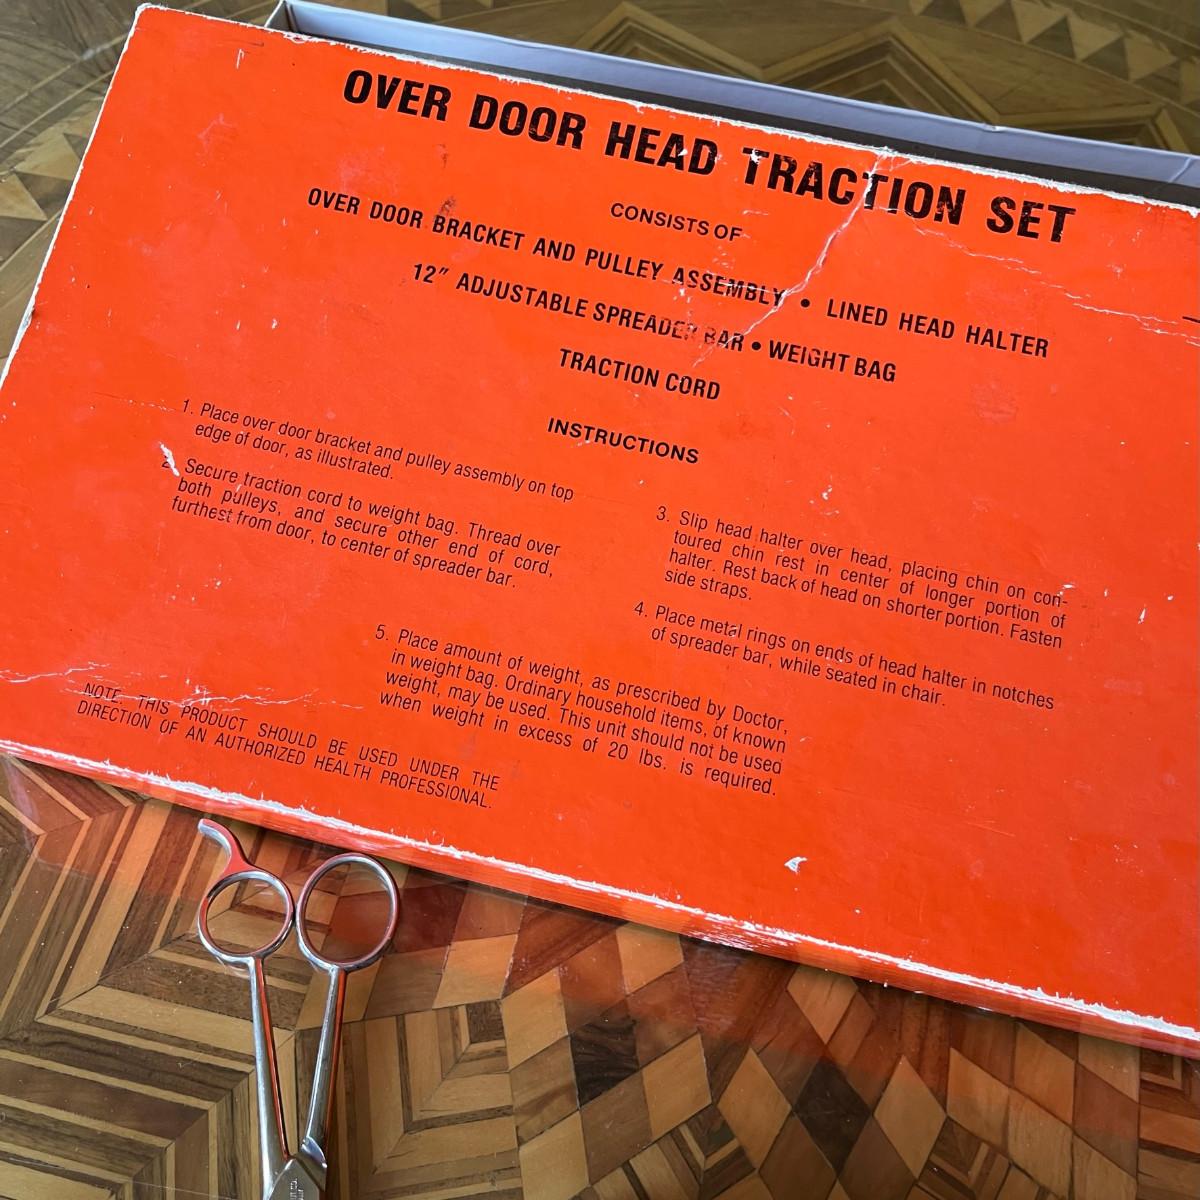 OVER DOOR HEAD TRACTION SET
CONSISTS OF
OVER DOOR BRACKET AND PULLEY ASSEMBLY • LINED HEAD HALTER
12″ ADJUSTABLE SPREADER BAR • WEIGHT BAG
TRACTION CORD
INSTRUCTIONS
1. Place over door bracket and pulley assembly on top
edge of door, as illustrated.
2. Secure traction cord to weight bag. Thread over
both pulleys, and secure other end of cord,
furthest from door, to center of spreader bar.
3. Slip head halter over head, placing chin on con-
toured chin rest in center of longer portion of
halter. Rest back of head on shorter portion. Fasten
side straps.
4. Place metal rings on ends of head halter in notches
of spreader bar, while seated in chair.
5. Place amount of weight, as prescribed by Doctor,
in weight bag. Ordinary household items, of known
weight, may be used. This unit should not be used
when weight in excess of 20 lbs. is required.
NOTE: THIS PRODUCT SHOULD BE USED UNDER THE
DIRECTION OF AN AUTHORIZED HEALTH PROFESSIONAL.